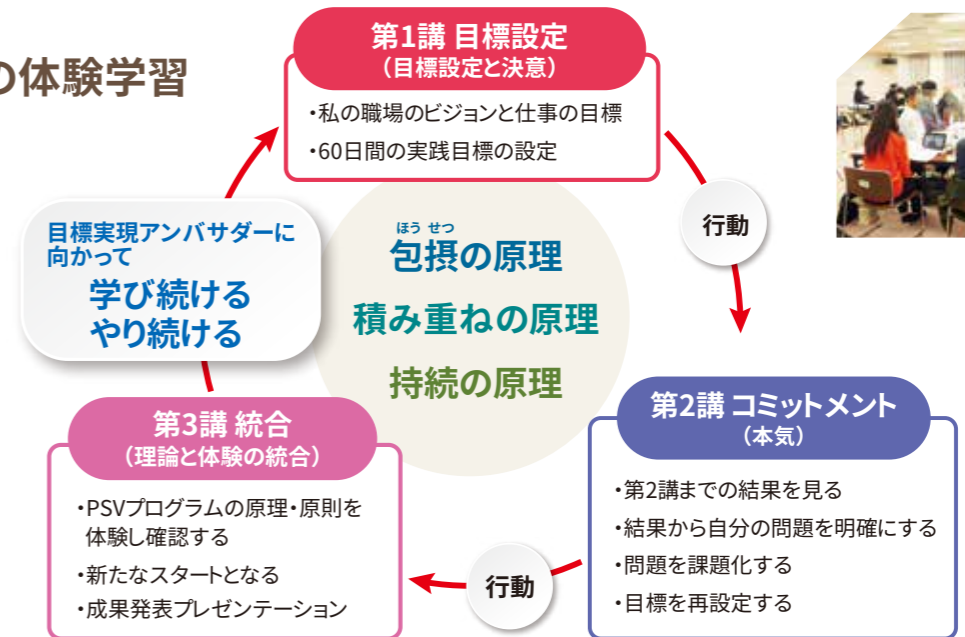 の体験学習
第1講 目標設定
（目標設定と決意）
・私の職場のビジョンと仕事の目標
・60日間の実践目標の設定
行動
目標実現アンバサダーに
向かって
学び続ける
やり続ける
ほう せつ
包摂の原理
積み重ねの原理
持続の原理
第2講 コミットメント
（本気）
・第2講までの結果を見る
・結果から自分の問題を明確にする
・問題を課題化する
・目標を再設定する
行動
第3講 統合
（理論と体験の統合）
・PSVプログラムの原理・原則を
体験し確認する
・新たなスタートとなる
・成果発表プレゼンテーション